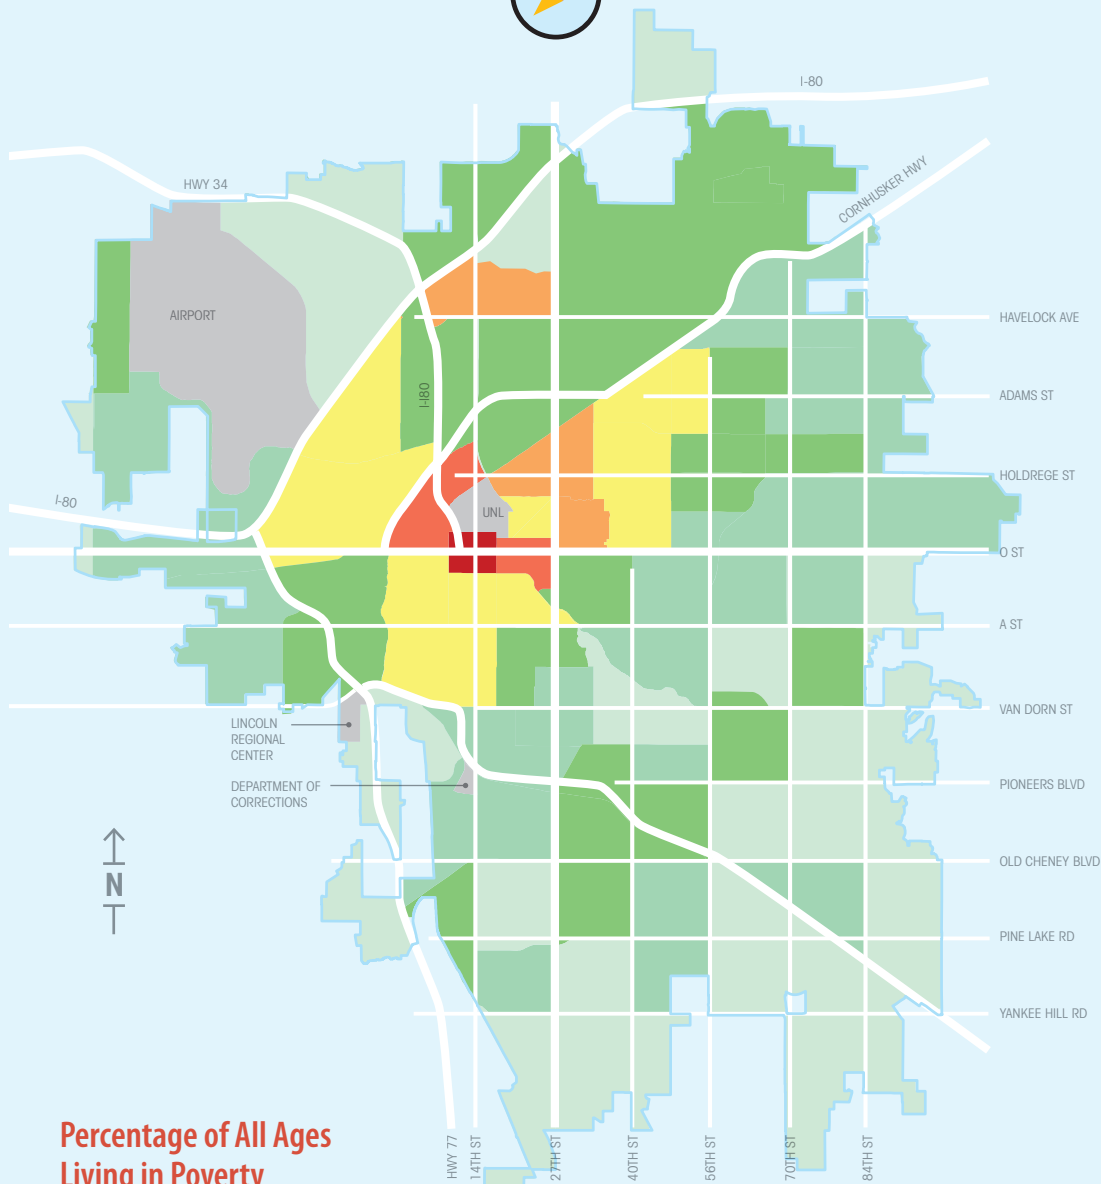 I-80
HWY 34
CORNHUSKER HWY
AIRPORT
HAVELOCK AVE
I-I80
ADAMS ST
HOLDREGE ST
I-80
UNL
O ST
A ST
VAN DORN ST
LINCOLN
REGIONAL
CENTER
DEPARTMENT OF
CORRECTIONS
PIONEERS BLVD
OLD CHENEY BLVD
N
PINE LAKE RD
YANKEE HILL RD
HWY 77
14TH ST
27TH ST
40TH ST
56TH ST
70TH ST
84TH ST
Percentage of All Ages
Living in Poverty